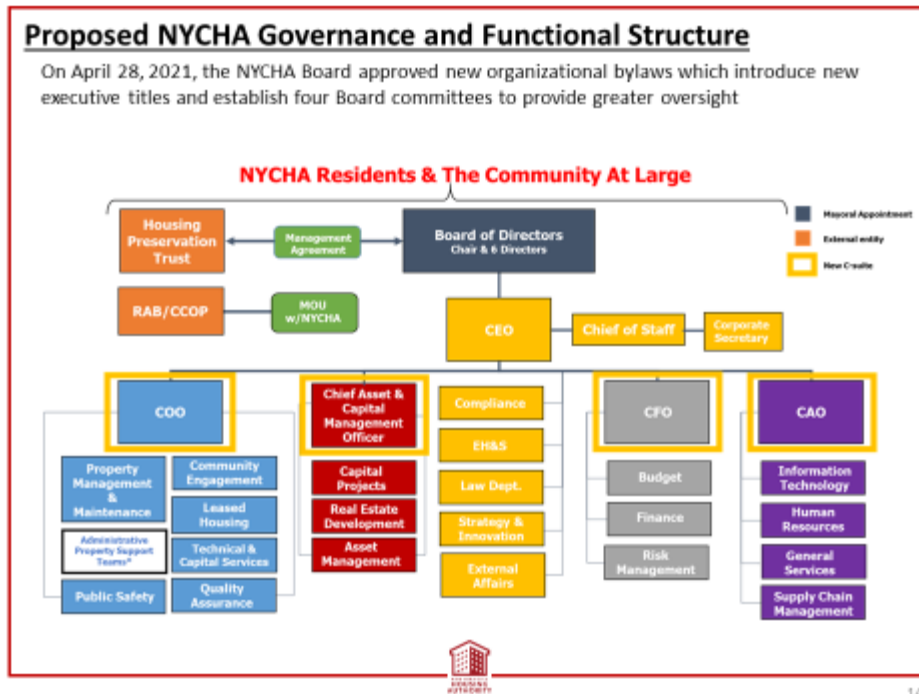 Proposed NYCHA Governance and Functional Structure
On April 28, 2021, the NYCHA Board approved new organizational bylaws which introduce new
executive titles and establish four Board committees to provide greater oversight
NYCHA Residents & The Community At Large
Housing
Preservation
Trust
Management
Agreement
Board of Directors
Chair & 6 Directors
Mayoral Appointment
External entity
New C-suite
RAB/CCOP
MOU
w/NYCHA
CEO
Chief of Staff
Corporate
Secretary
COO
Chief Asset &
Capital
Management
Officer
Compliance
EH&S
Law Dept.
Strategy &
Innovation
External
Affairs
CFO
CAO
Property
Management
&
Maintenance
Administrative
Property Support
Teams*
Public Safety
Community
Engagement
Leased
Housing
Technical &
Capital Services
Quality
Assurance
Capital
Projects
Real Estate
Development
Asset
Management
Budget
Finance
Risk
Management
Information
Technology
Human
Resources
General
Services
Supply Chain
Management
HOUSING
AUTHORITY